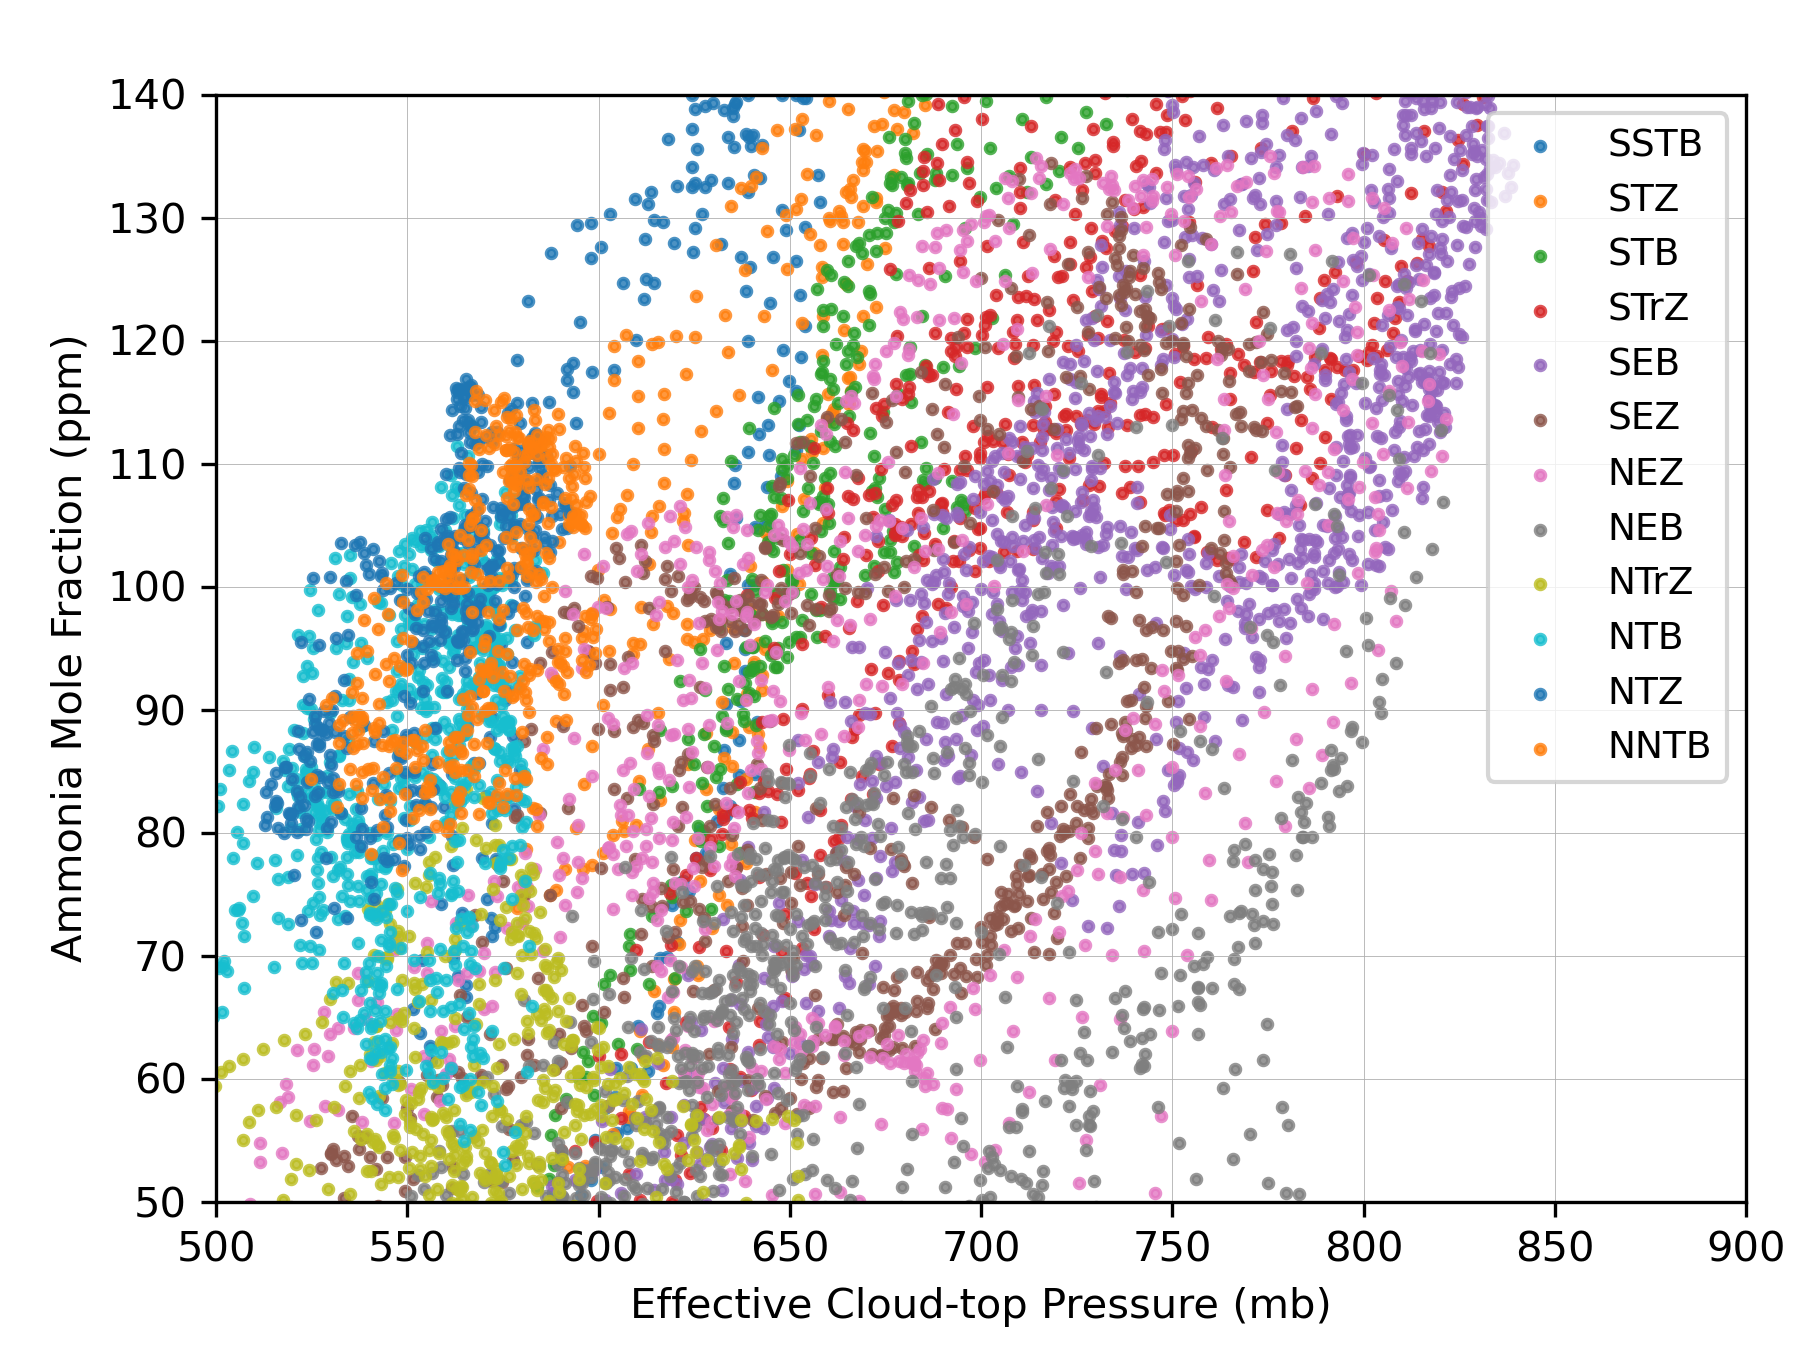 140
130
120
110
100
90
80
70
60
50
Ammonia Mole Fraction (ppm)
500 550 600 650 700 750 800 850 900
Effective Cloud-top Pressure (mb)
SSTB
STZ
STB
STrZ
SEB
SEZ
NEZ
NEB
NTrZ
NTB
NTZ
NNTB